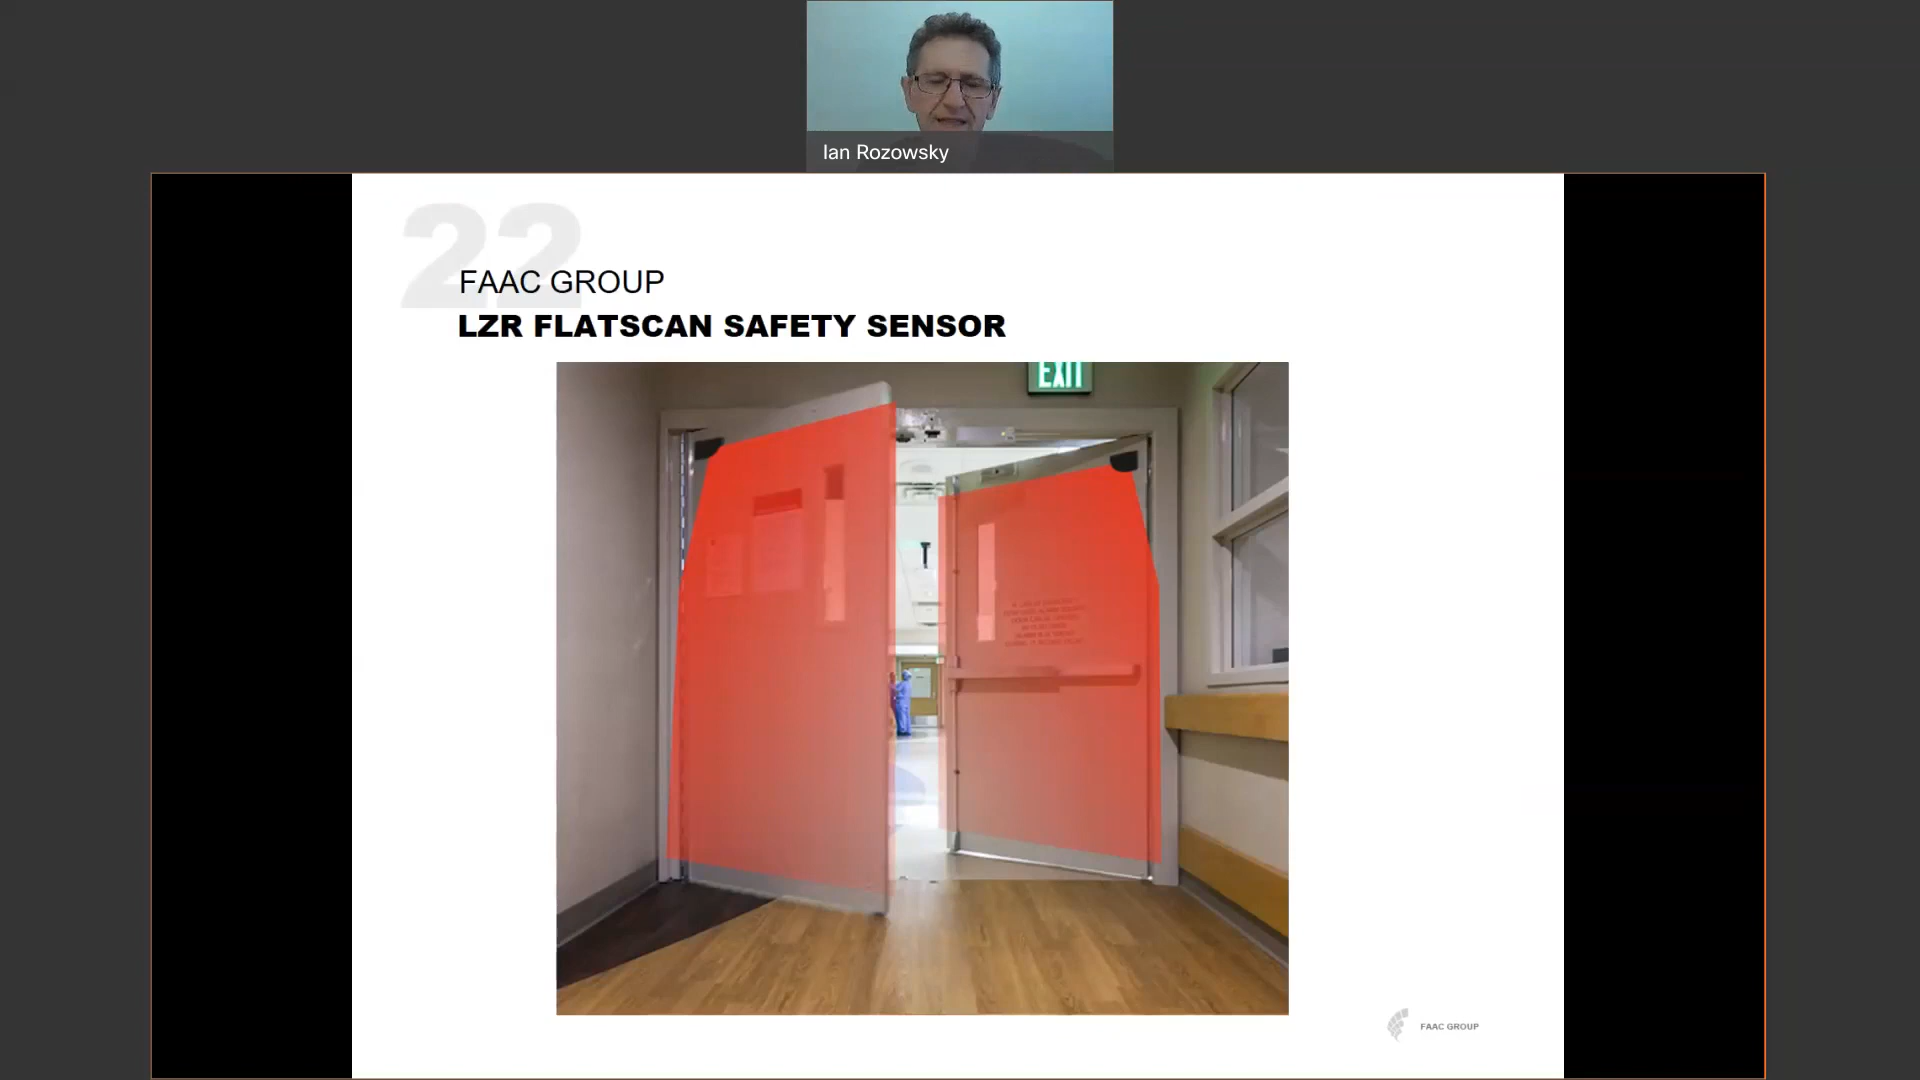 Ian Rozowsky
22
FAAC GROUP
LZR FLATSCAN SAFETY SENSOR
EXIT
FAAC GROUP